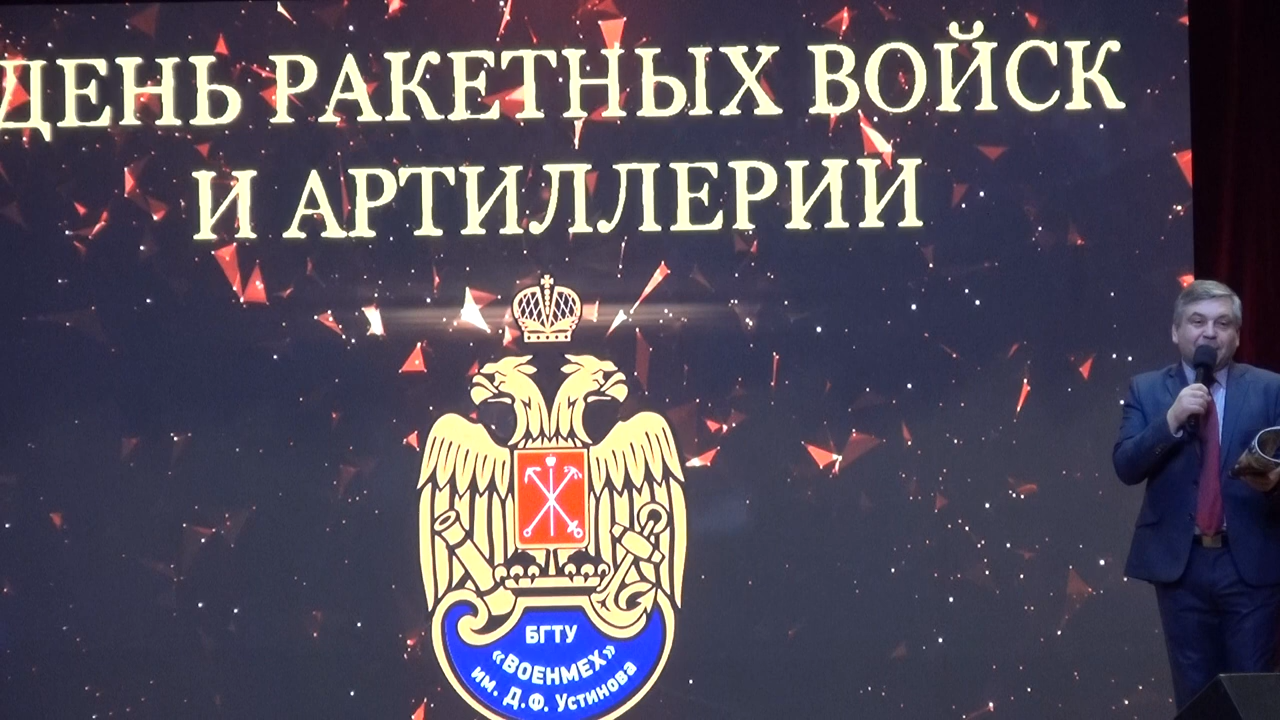 ДЕНЬ РАКЕТНЫХ ВОЙСК
И АРТИЛЛЕРИИ
БГТУ
«ВОЕНМЕХ»
им. Д.Ф. Устинова